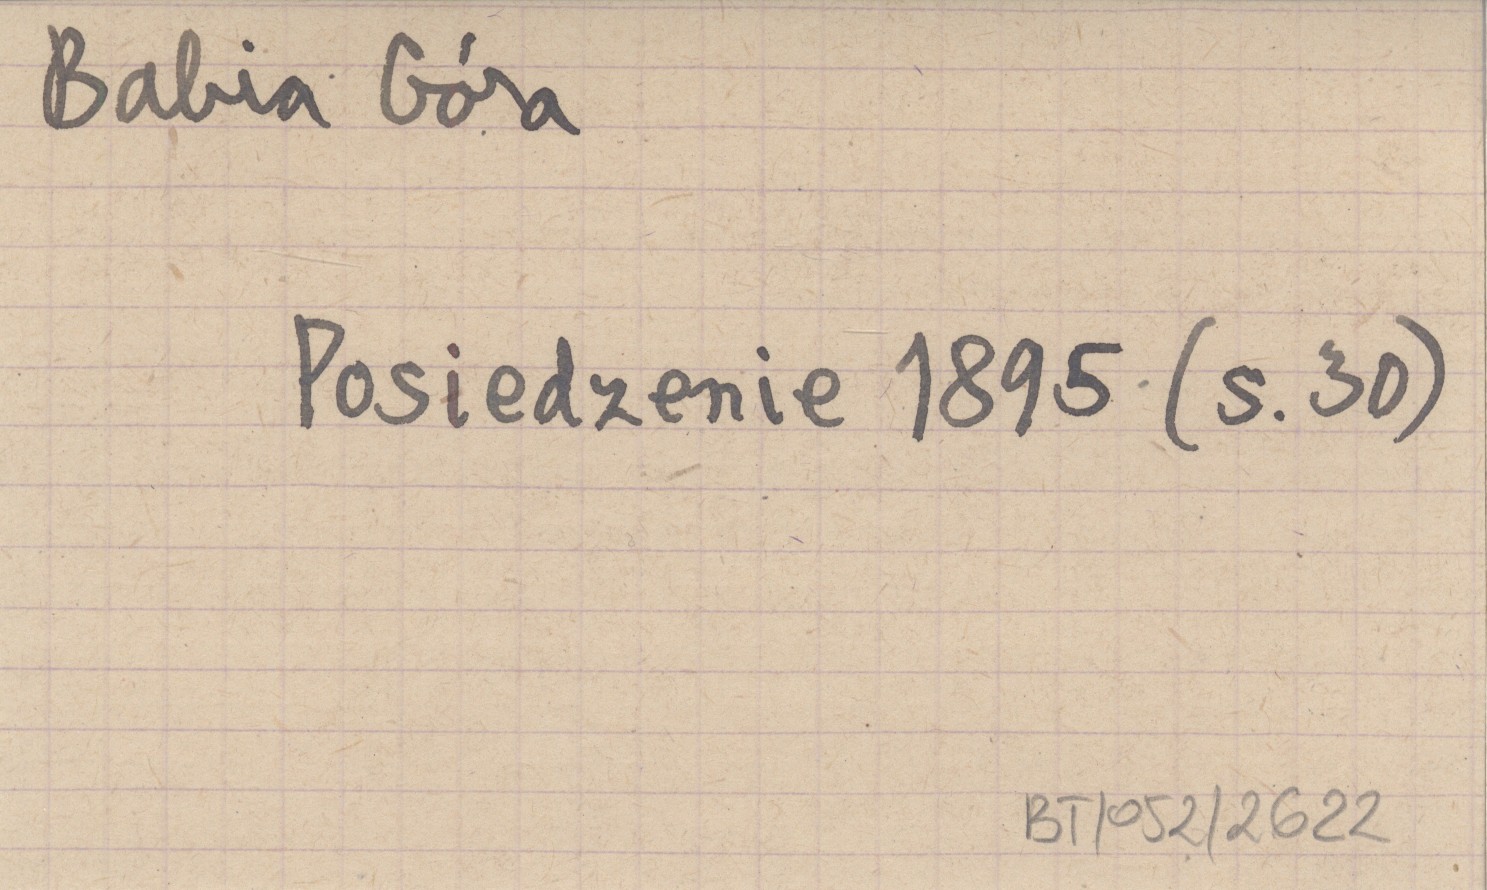 Babia Góra
Posiedzenie 1895 (s. 30)
BT/052/2622